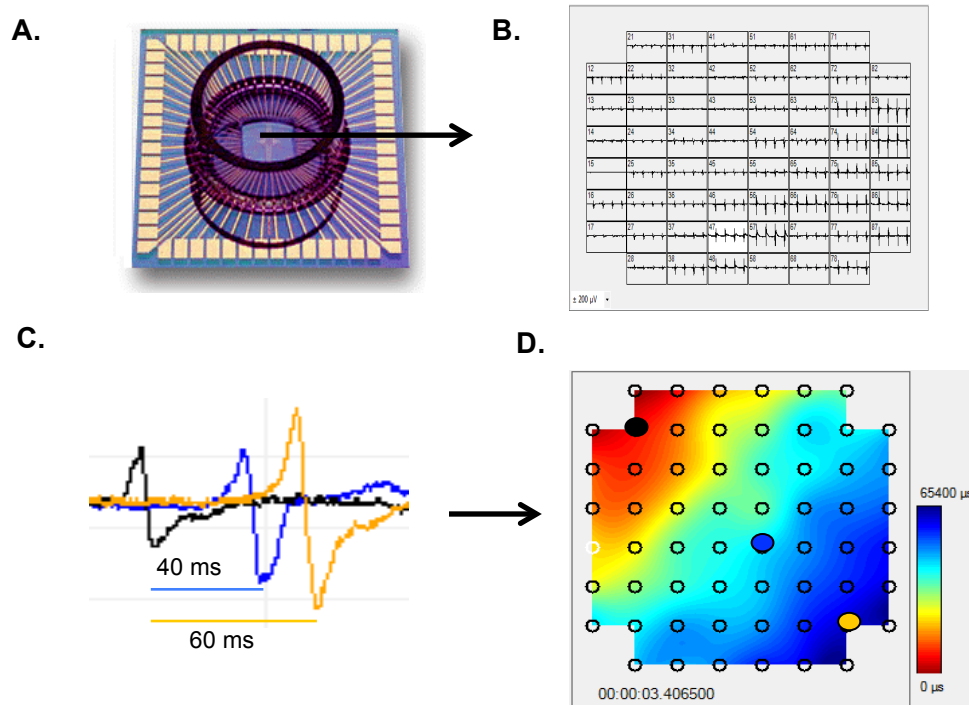 A.
B.
21 31 41 51 61 71
12 22 32 42 52 62 72 82
13 23 33 43 53 63 73 83
14 24 34 44 54 64 74 84
15 25 35 45 55 65 75 85
16 26 36 46 56 66 76 86
17 27 37 47 57 67 77 87
28 38 48 58 68 78
± 200 µV
C.
D.
40 ms
60 ms
65400 µs
0 µs
00:00:03.406500